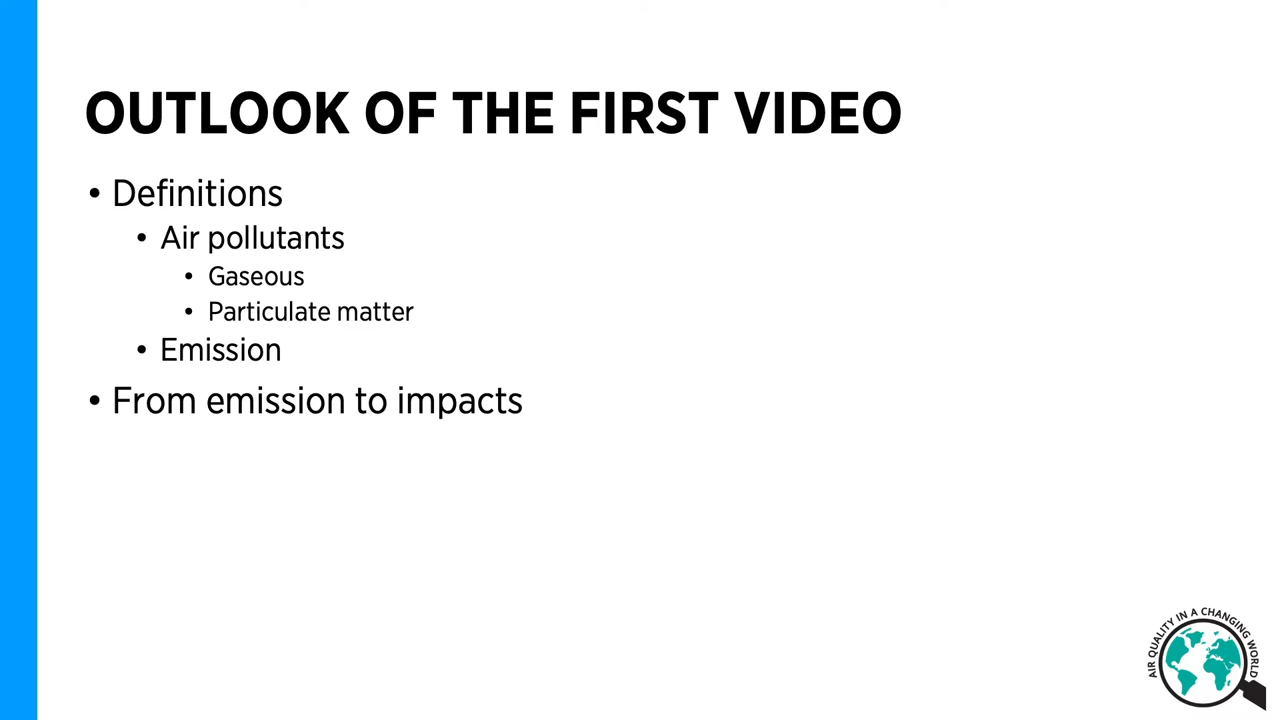 OUTLOOK OF THE FIRST VIDEO
• Definitions
• Air pollutants
• Gaseous
• Particulate matter
• Emission
• From emission to impacts
AIR QUALITY IN A CHANGING WORLD